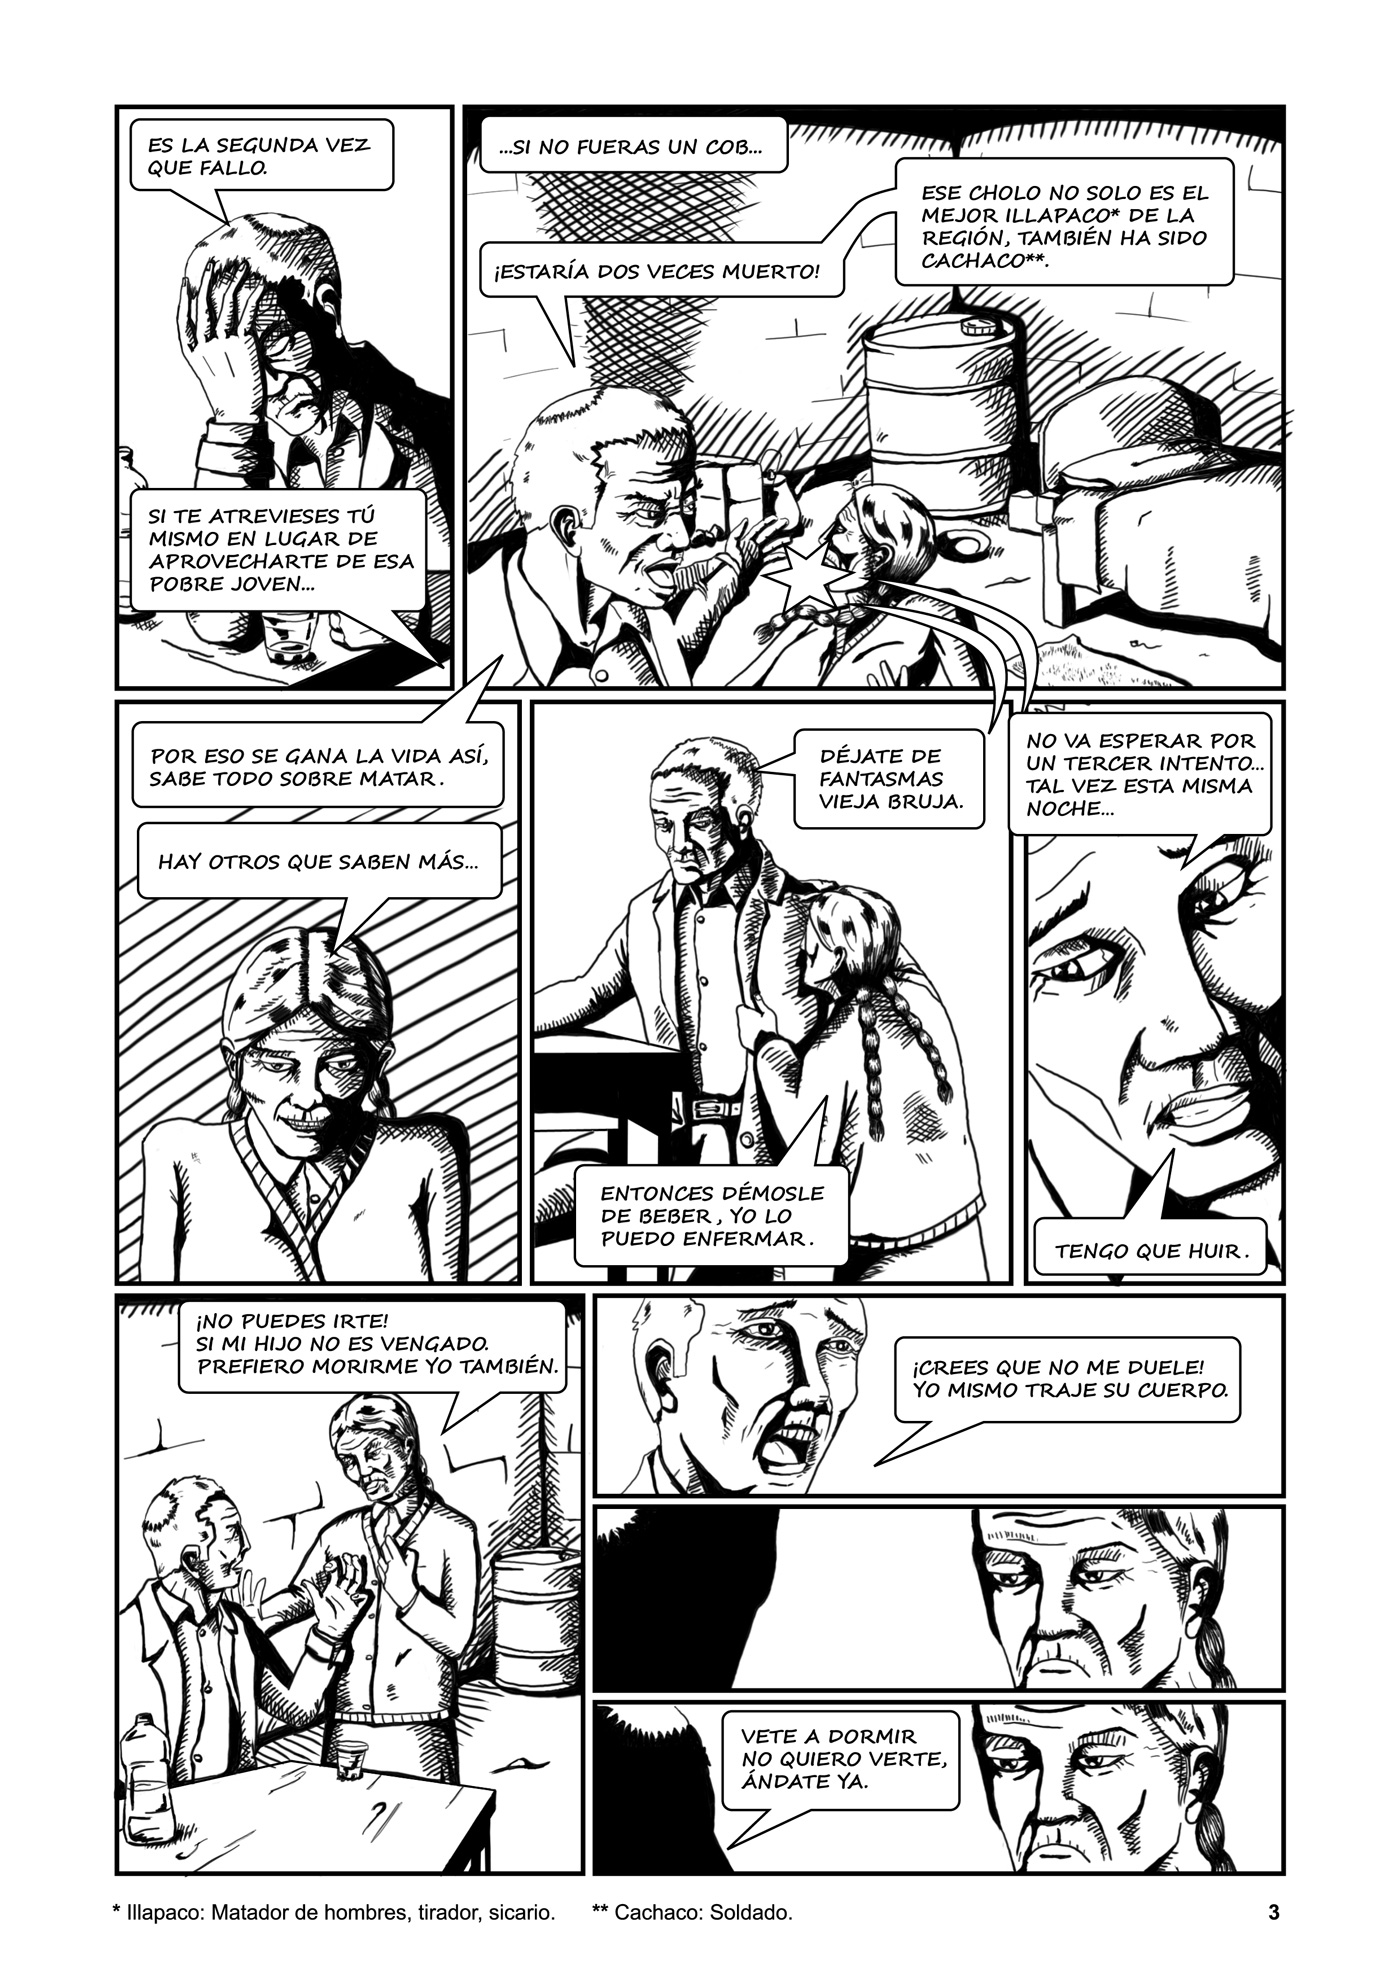 ES LA SEGUNDA VEZ
QUE FALLO.
SI TE ATREVIESES TÚ
MISMO EN LUGAR DE
APROVECHARTE DE ESA
POBRE JOVEN...
...SI NO FUERAS UN COB...
¡ESTARÍA DOS VECES MUERTO!
ESE CHOLO NO SOLO ES EL
MEJOR ILLAPACO* DE LA
REGIÓN, TAMBIÉN HA SIDO
CACHACO**.
POR ESO SE GANA LA VIDA ASÍ,
SABE TODO SOBRE MATAR.
HAY OTROS QUE SABEN MÁS...
DÉJATE DE
FANTASMAS
VIEJA BRUJA.
ENTONCES DÉMOSLE
DE BEBER, YO LO
PUEDO ENFERMAR.
NO VA ESPERAR POR
UN TERCER INTENTO...
TAL VEZ ESTA MISMA
NOCHE...
TENGO QUE HUIR.
¡NO PUEDES IRTE!
SI MI HIJO NO ES VENGADO.
PREFIERO MORIRME YO TAMBIÉN.
¡CREES QUE NO ME DUELE!
YO MISMO TRAJE SU CUERPO.
VETE A DORMIR
NO QUIERO VERTE,
ÁNDATE YA.
* Illapaco: Matador de hombres, tirador, sicario.
** Cachaco: Soldado.
3